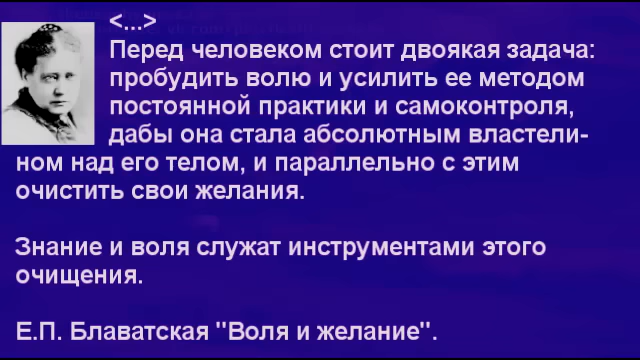 <...>
Перед человеком стоит двоякая задача:
пробудить волю и усилить ее методом
постоянной практики и самоконтроля,
дабы она стала абсолютным властели-
ном над его телом, и параллельно с этим
очистить свои желания.
Знание и воля служат инструментами этого
очищения.
Е.П. Блаватская "Воля и желание".